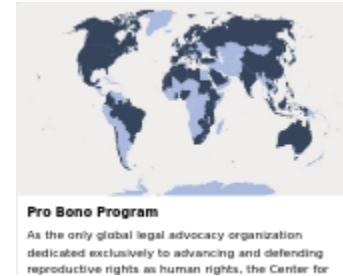 Pro Bono Program
As the only global legal advocacy organization
dedicated exclusively to advancing and defending
reproductive rights as human rights, the Center for